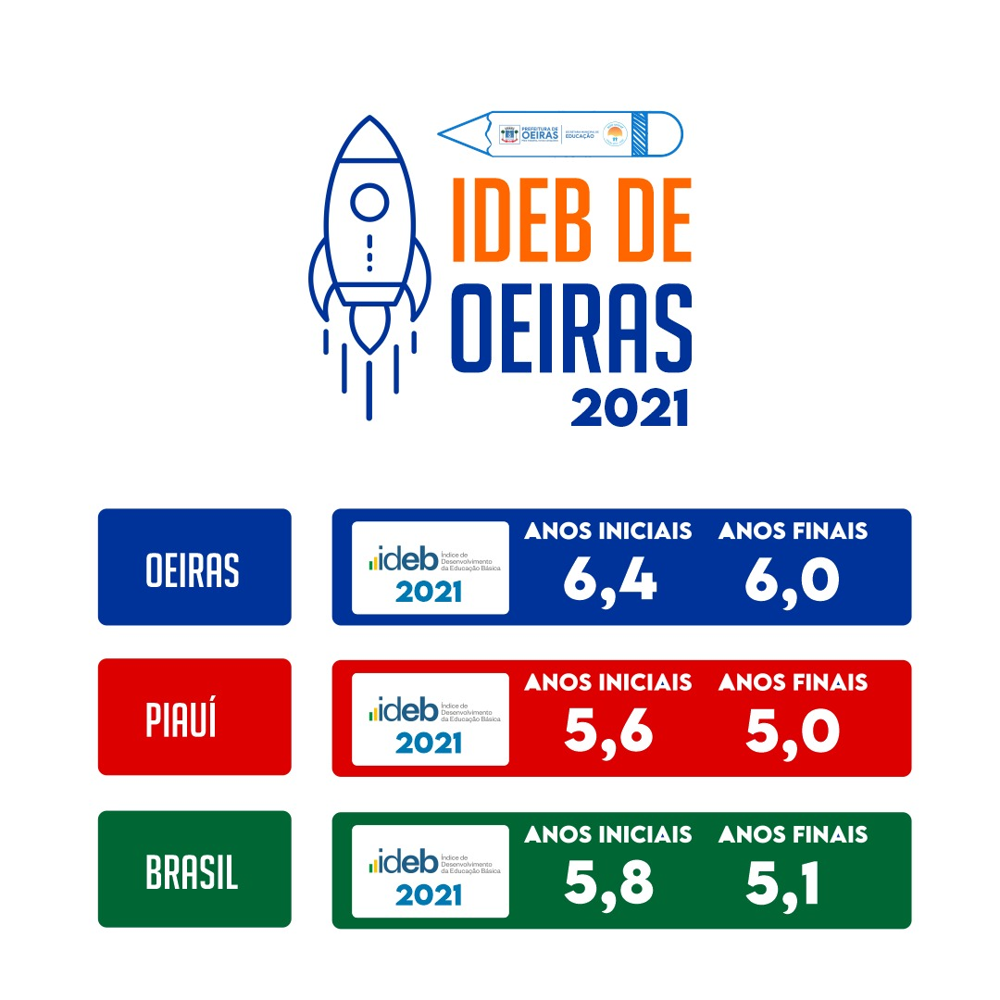 PREFEITURA DE
OEIRAS
SECRETARIA MUNICIPAL DE
EDUCAÇÃO
IDEB DE
OEIRAS
2021
OEIRAS
ideb
Índice de
Desenvolvimento
da Educação Básica
2021
ANOS INICIAIS
6,4
ANOS FINAIS
6,0
PIAUÍ
ideb
Índice de
Desenvolvimento
da Educação Básica
2021
ANOS INICIAIS
5,6
ANOS FINAIS
5,0
BRASIL
ideb
Índice de
Desenvolvimento
da Educação Básica
2021
ANOS INICIAIS
5,8
ANOS FINAIS
5,1